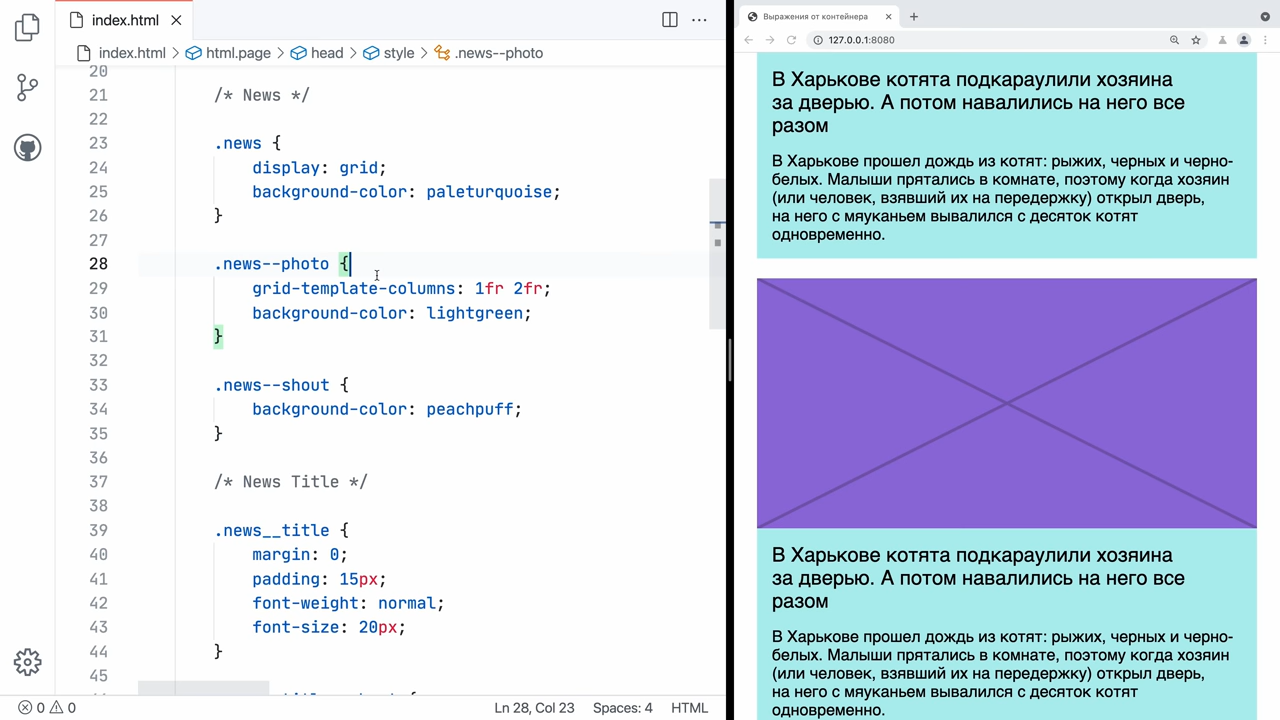 index.html
index.html > html.page > head > style > .news--photo
20
21 /* News */
22
23 .news {
24 display: grid;
25 background-color: paleturquoise;
26 }
27
28 .news--photo {
29 grid-template-columns: 1fr 2fr;
30 background-color: lightgreen;
31 }
32
33 .news--shout {
34 background-color: peachpuff;
35 }
36
37 /* News Title */
38
39 .news__title {
40 margin: 0;
41 padding: 15px;
42 font-weight: normal;
43 font-size: 20px;
44 }
45
0 0
Ln 28, Col 23 Spaces: 4 HTML
Выражения от контейнера
127.0.0.1:8080
В Харькове котята подкараулили хозяина
за дверью. А потом навалились на него все
разом
В Харькове прошел дождь из котят: рыжих, черных и черно-
белых. Малыши прятались в комнате, поэтому когда хозяин
(или человек, взявший их на передержку) открыл дверь,
на него с мяуканьем вывалился с десяток котят
одновременно.
В Харькове котята подкараулили хозяина
за дверью. А потом навалились на него все
разом
В Харькове прошел дождь из котят: рыжих, черных и черно-
белых. Малыши прятались в комнате, поэтому когда хозяин
(или человек, взявший их на передержку) открыл дверь,
на него с мяуканьем вывалился с десяток котят
одновременно.